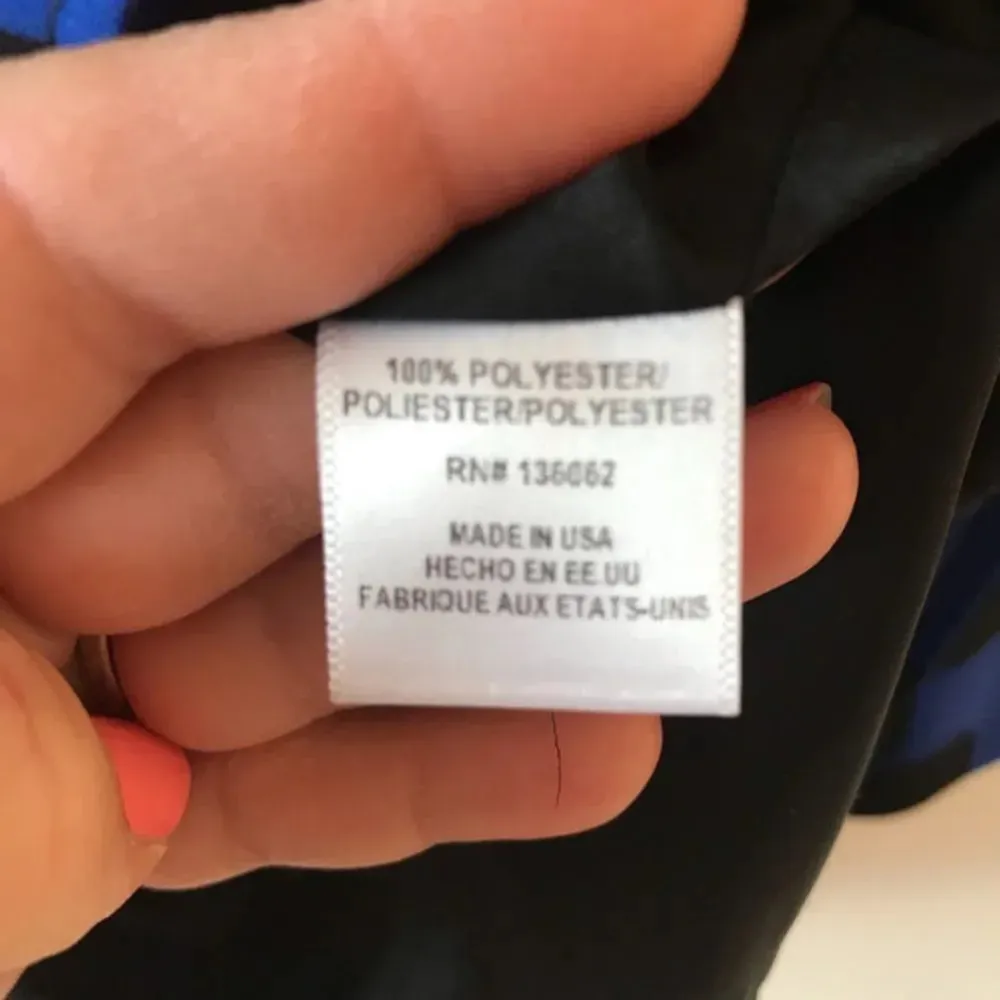 100% POLYESTER/
POLIESTER/POLYESTER
RN# 136062
MADE IN USA
HECHO EN EE.UU
FABRIQUE AUX ETATS-UNIS